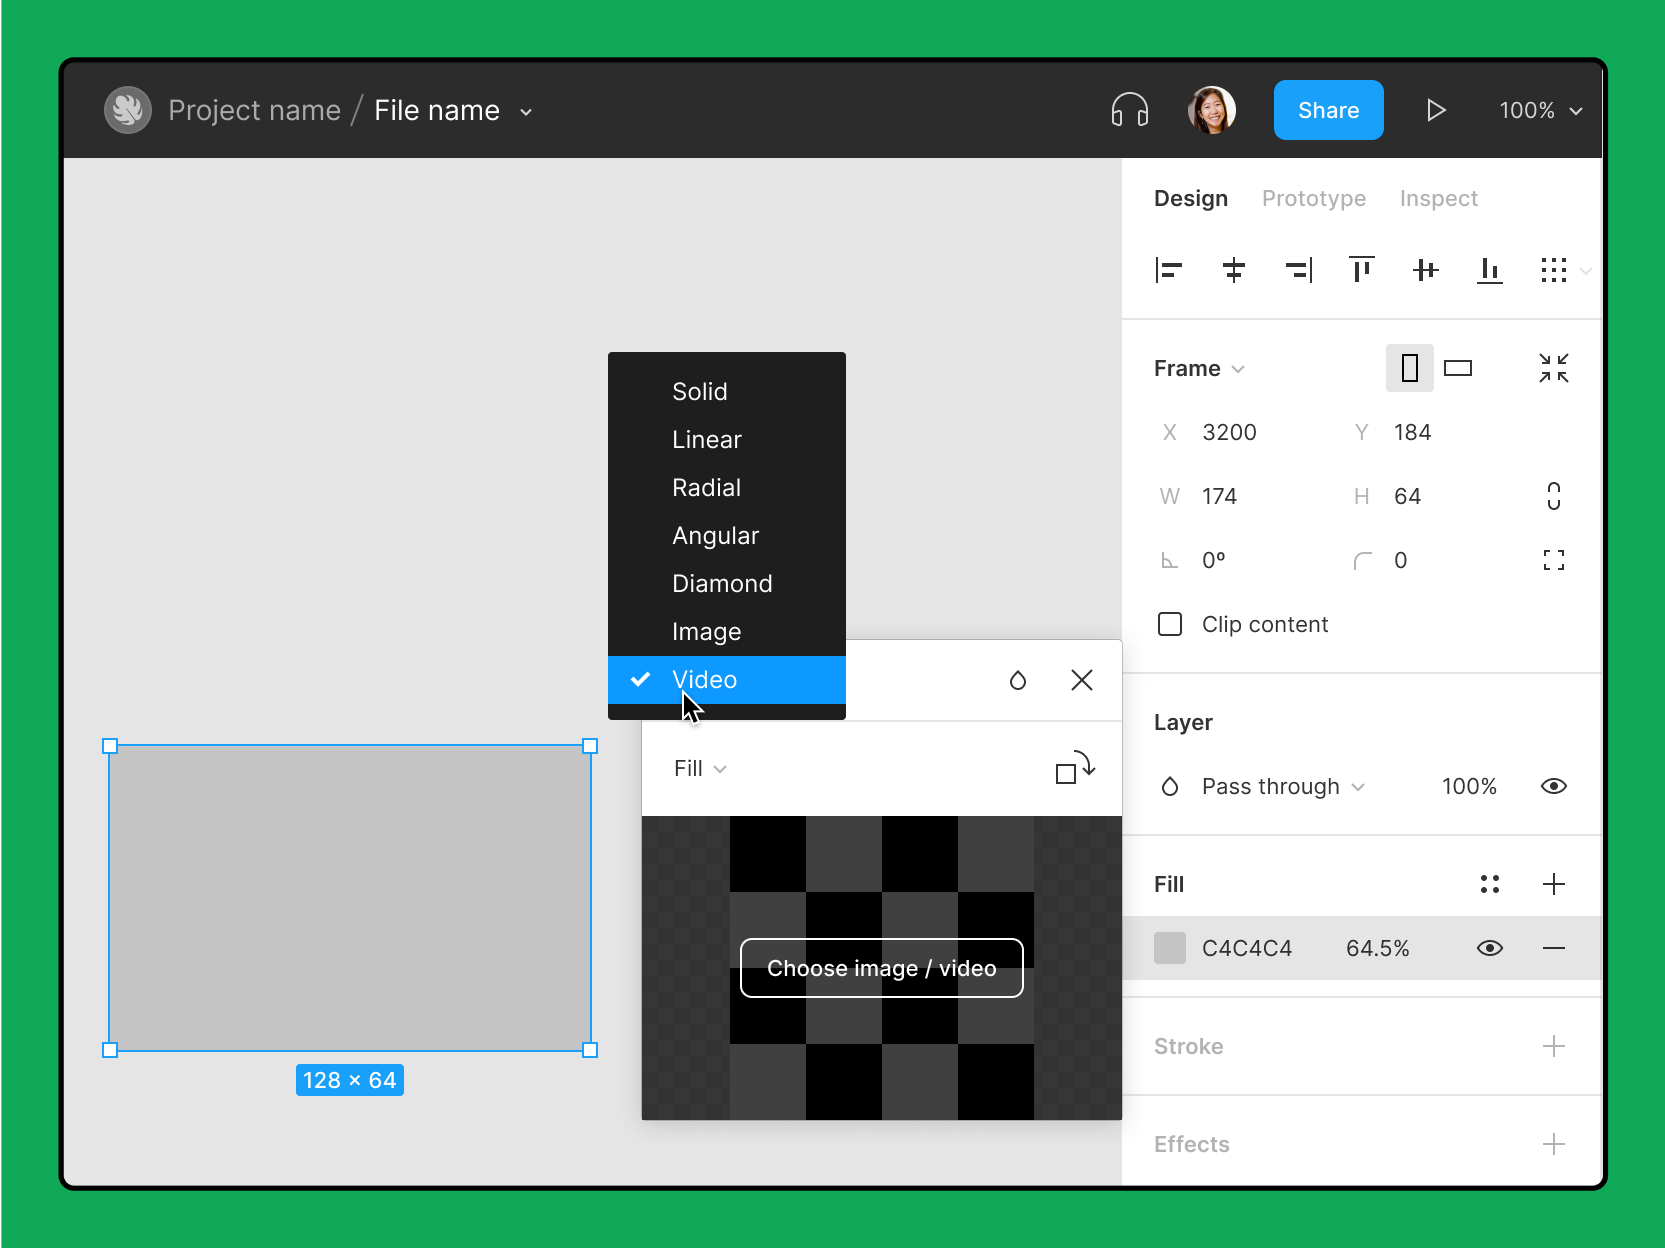 Project name / File name
Share
100%
Design Prototype Inspect
Frame
X 3200 Y 184
W 174 H 64
0º 0
Clip content
Layer
Pass through 100%
Fill
C4C4C4 64.5%
Stroke
Effects
Solid
Linear
Radial
Angular
Diamond
Image
Video
Fill
Choose image / video
128 × 64